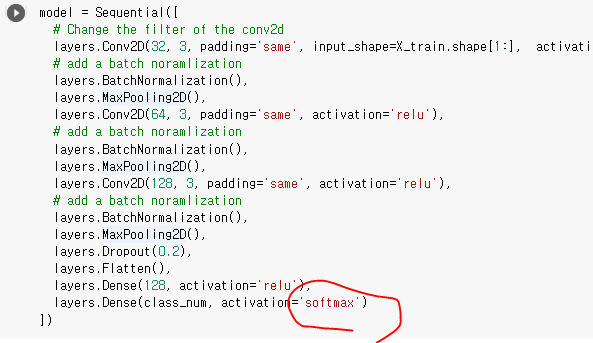 model = Sequential([
# Change the filter of the conv2d
layers.Conv2D(32, 3, padding='same', input_shape=X_train.shape[1:], activati
# add a batch noramlization
layers.BatchNormalization(),
layers.MaxPooling2D(),
layers.Conv2D(64, 3, padding='same', activation='relu'),
# add a batch noramlization
layers.BatchNormalization(),
layers.MaxPooling2D(),
layers.Conv2D(128, 3, padding='same', activation='relu'),
# add a batch noramlization
layers.BatchNormalization(),
layers.MaxPooling2D(),
layers.Dropout(0.2),
layers.Flatten(),
layers.Dense(128, activation='relu'),
layers.Dense(class_num, activation='softmax')
])